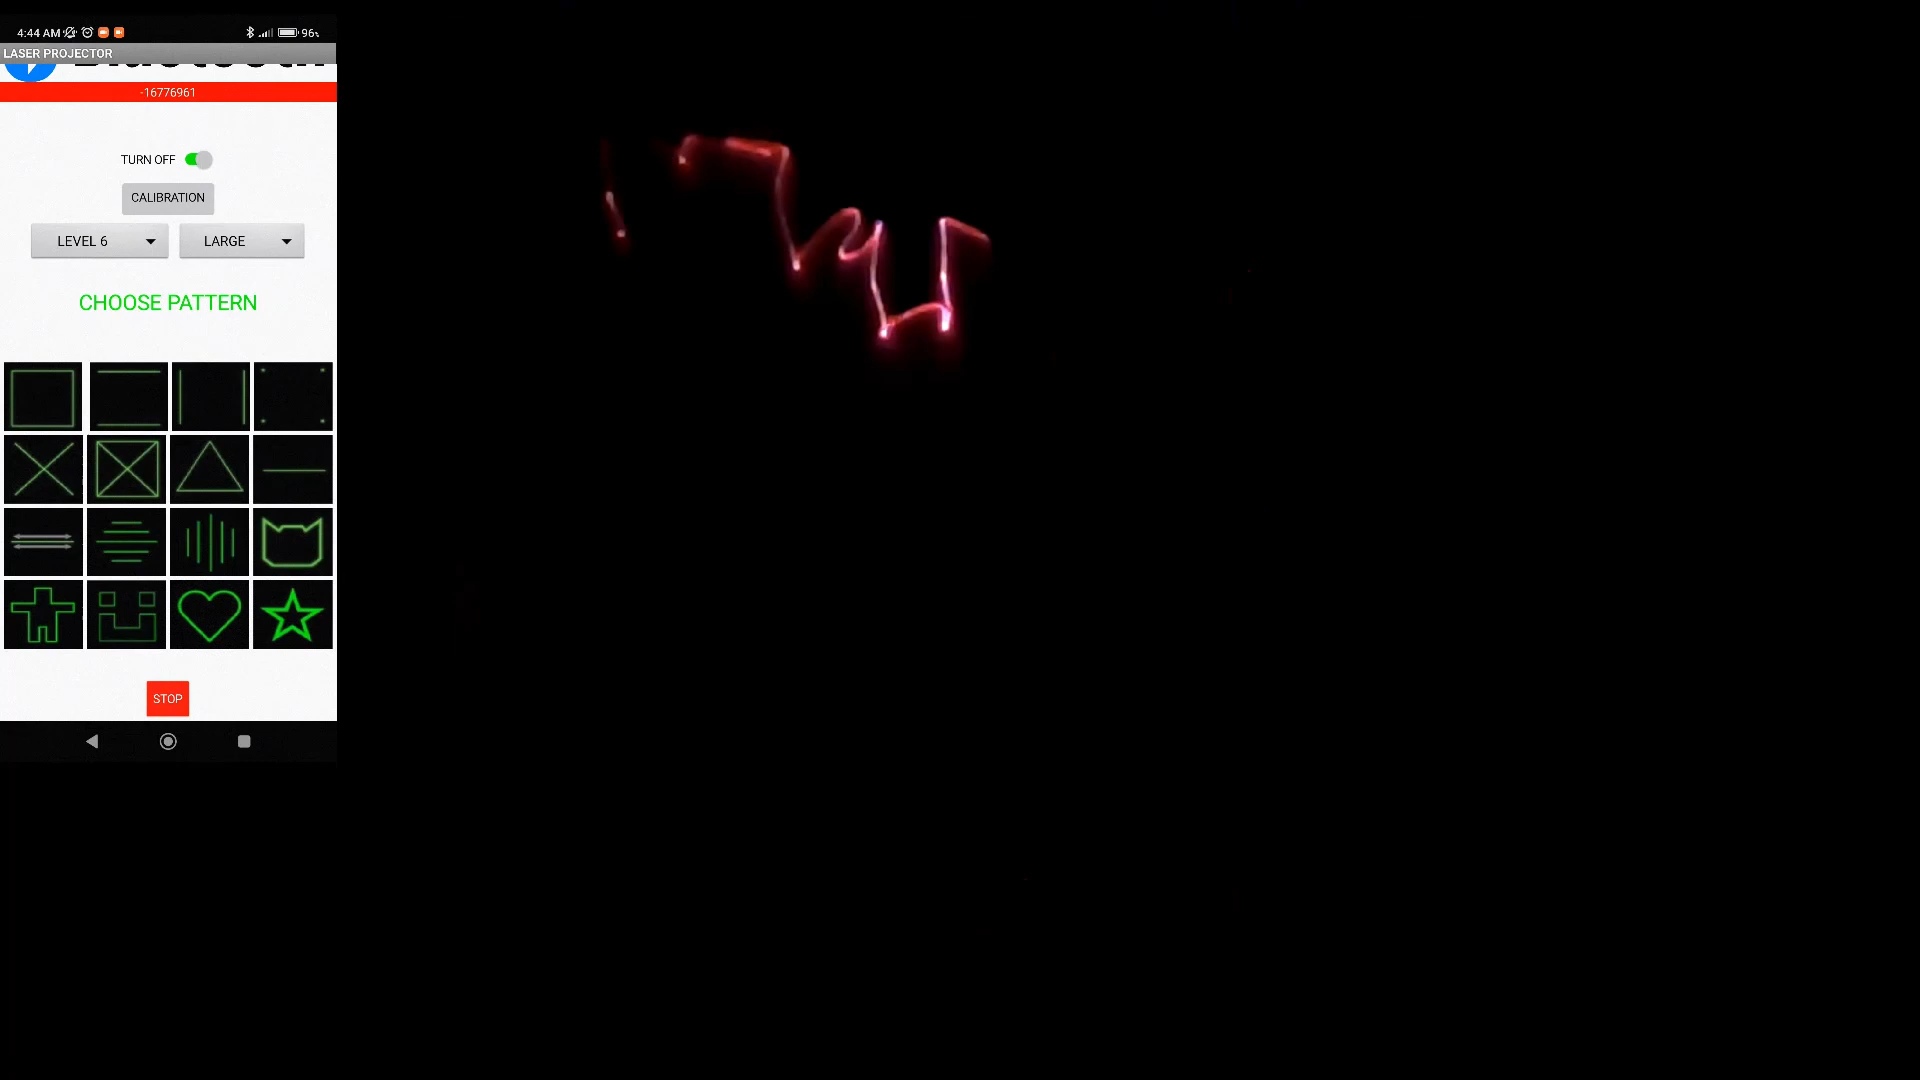 4:44 AM
96%
LASER PROJECTOR
-16776961
TURN OFF
CALIBRATION
LEVEL 6
LARGE
CHOOSE PATTERN
STOP